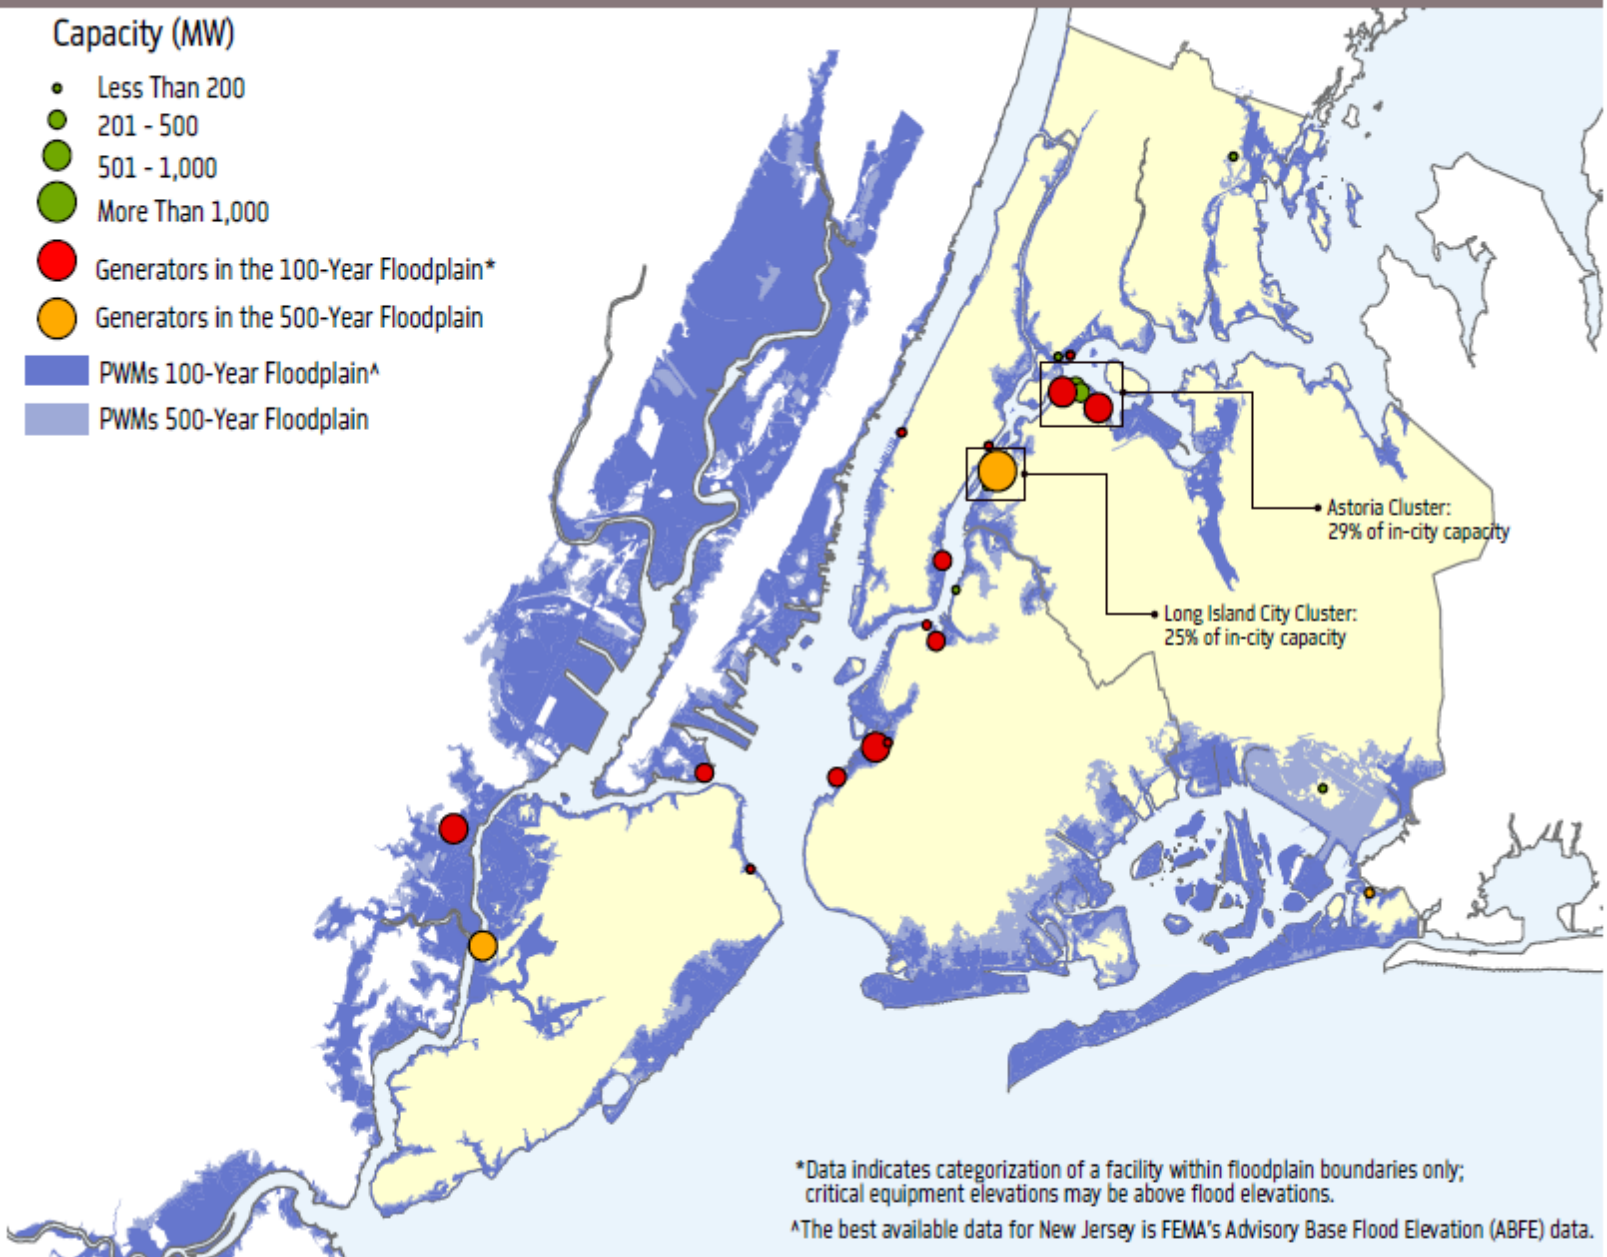 Capacity (MW)
Less Than 200
201 - 500
501 - 1,000
More Than 1,000
Generators in the 100-Year Floodplain*
Generators in the 500-Year Floodplain
PWMs 100-Year Floodplain^
PWMs 500-Year Floodplain
Astoria Cluster:
29% of in-city capacity
Long Island City Cluster:
25% of in-city capacity
*Data indicates categorization of a facility within floodplain boundaries only;
critical equipment elevations may be above flood elevations.
^The best available data for New Jersey is FEMA's Advisory Base Flood Elevation (ABFE) data.